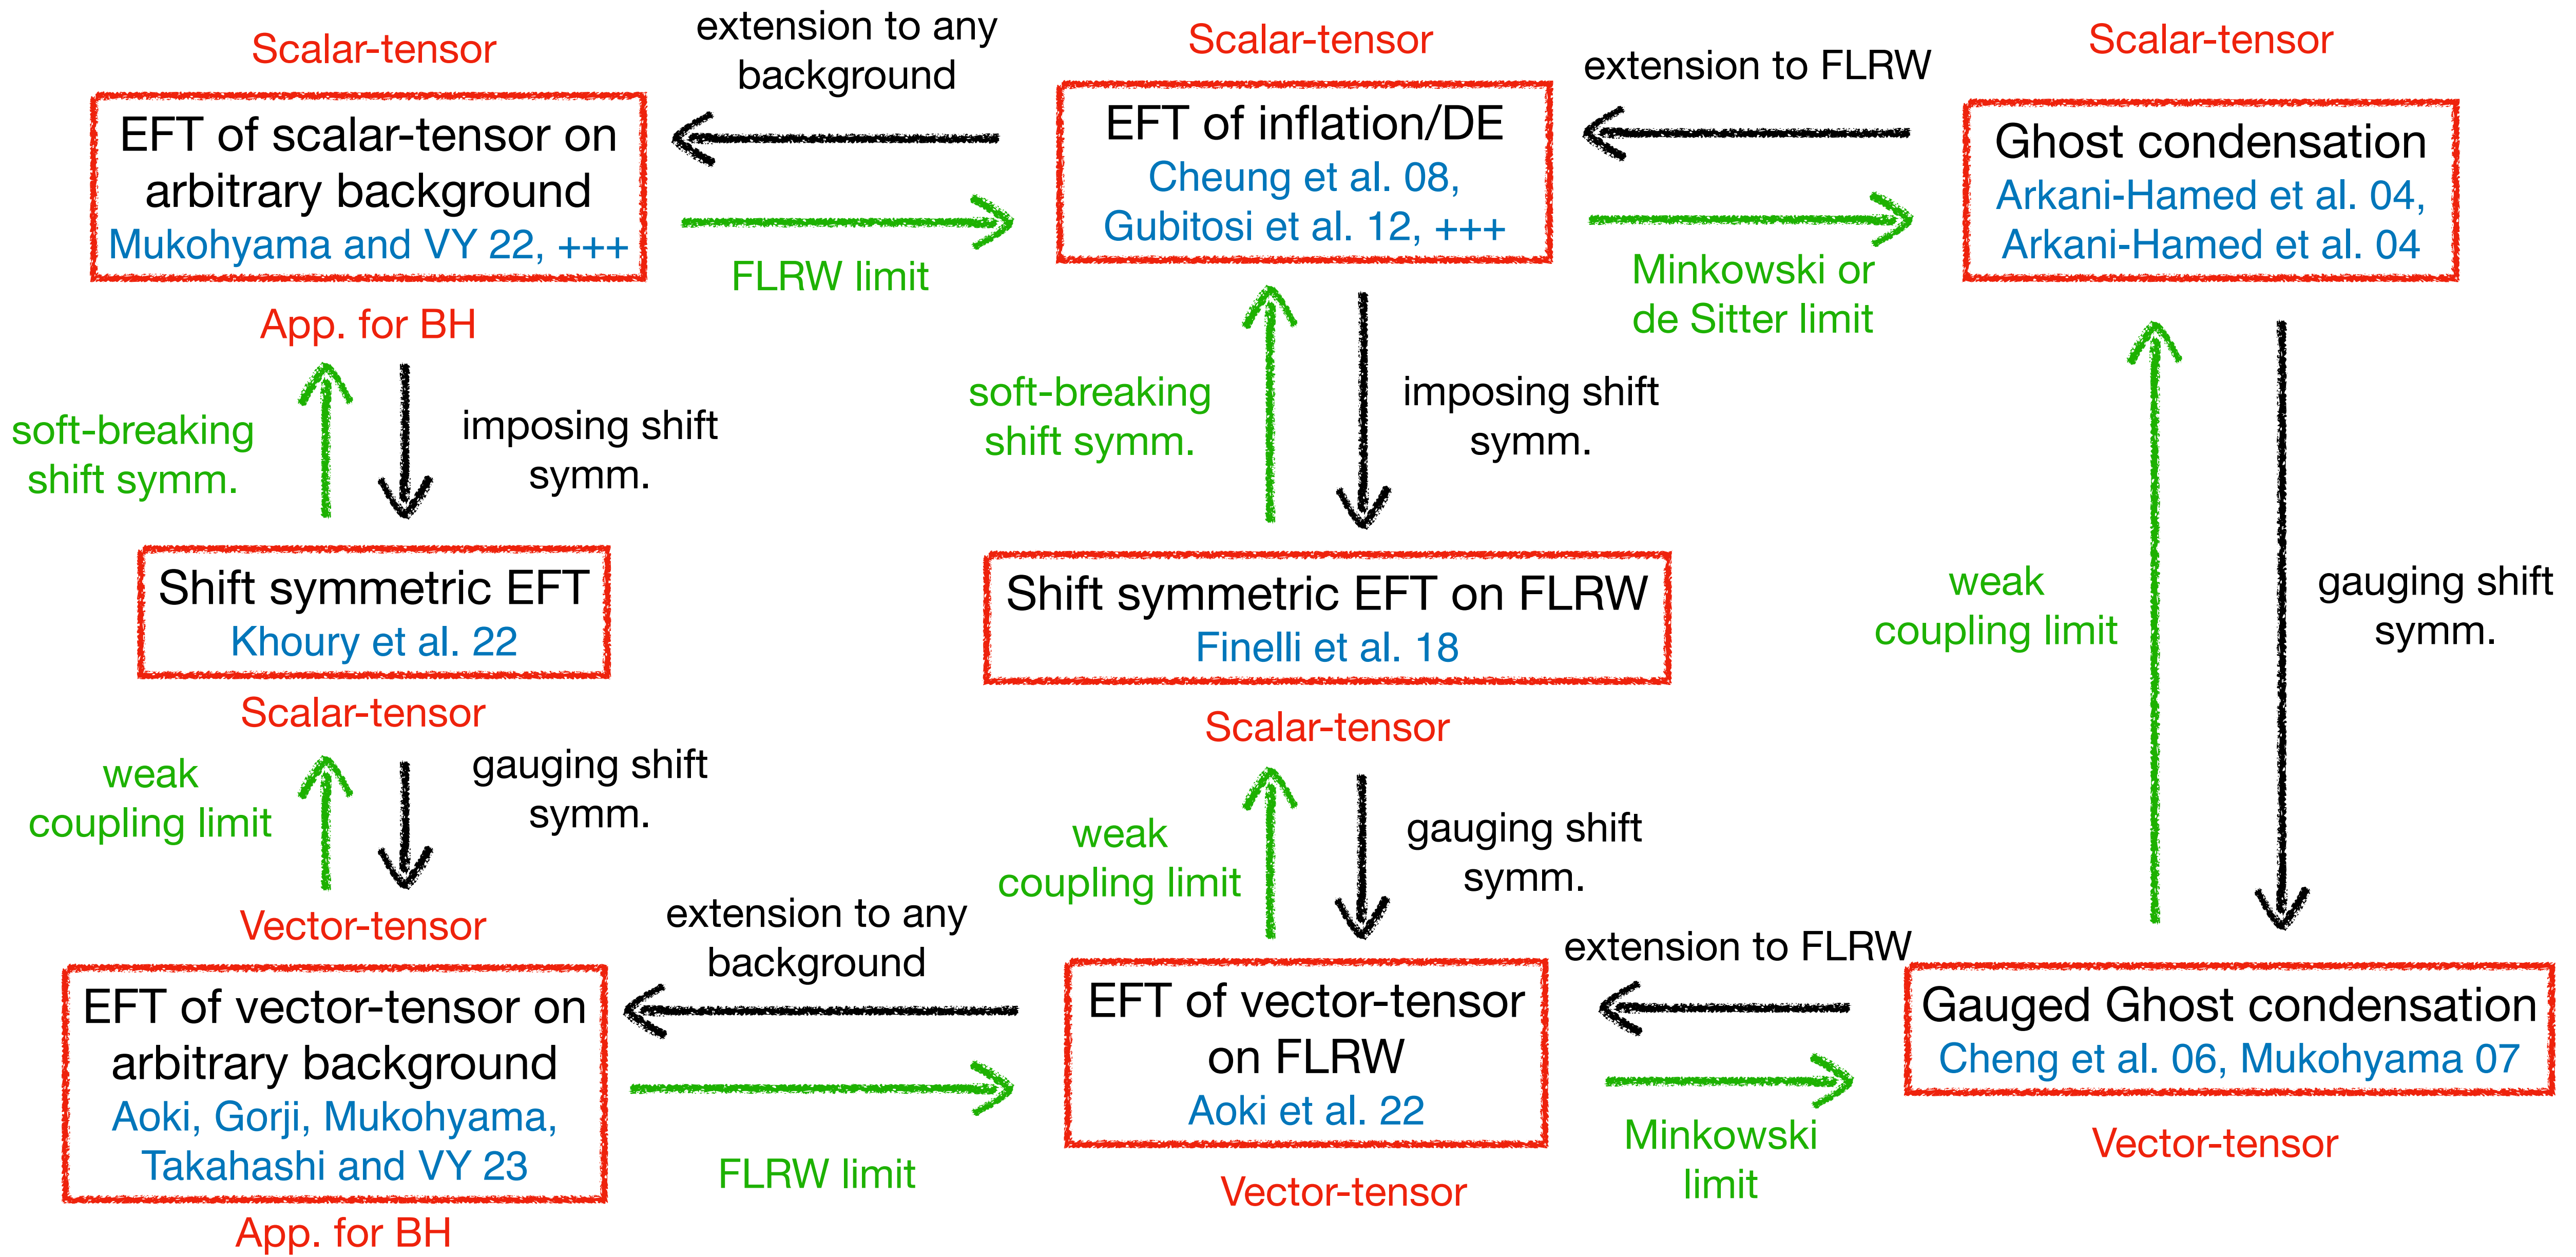 Scalar-tensor
EFT of scalar-tensor on
arbitrary background
Mukohyama and VY 22, +++
App. for BH
extension to any
background
FLRW limit
Scalar-tensor
EFT of inflation/DE
Cheung et al. 08,
Gubitosi et al. 12, +++
extension to FLRW
Minkowski or
de Sitter limit
Scalar-tensor
Ghost condensation
Arkani-Hamed et al. 04,
Arkani-Hamed et al. 04
soft-breaking
shift symm.
imposing shift
symm.
soft-breaking
shift symm.
imposing shift
symm.
Shift symmetric EFT
Khoury et al. 22
Scalar-tensor
Shift symmetric EFT on FLRW
Finelli et al. 18
Scalar-tensor
weak
coupling limit
gauging shift
symm.
weak
coupling limit
gauging shift
symm.
weak
coupling limit
gauging shift
symm.
Vector-tensor
EFT of vector-tensor on
arbitrary background
Aoki, Gorji, Mukohyama,
Takahashi and VY 23
App. for BH
extension to any
background
FLRW limit
EFT of vector-tensor
on FLRW
Aoki et al. 22
Vector-tensor
extension to FLRW
Minkowski
limit
Gauged Ghost condensation
Cheng et al. 06, Mukohyama 07
Vector-tensor